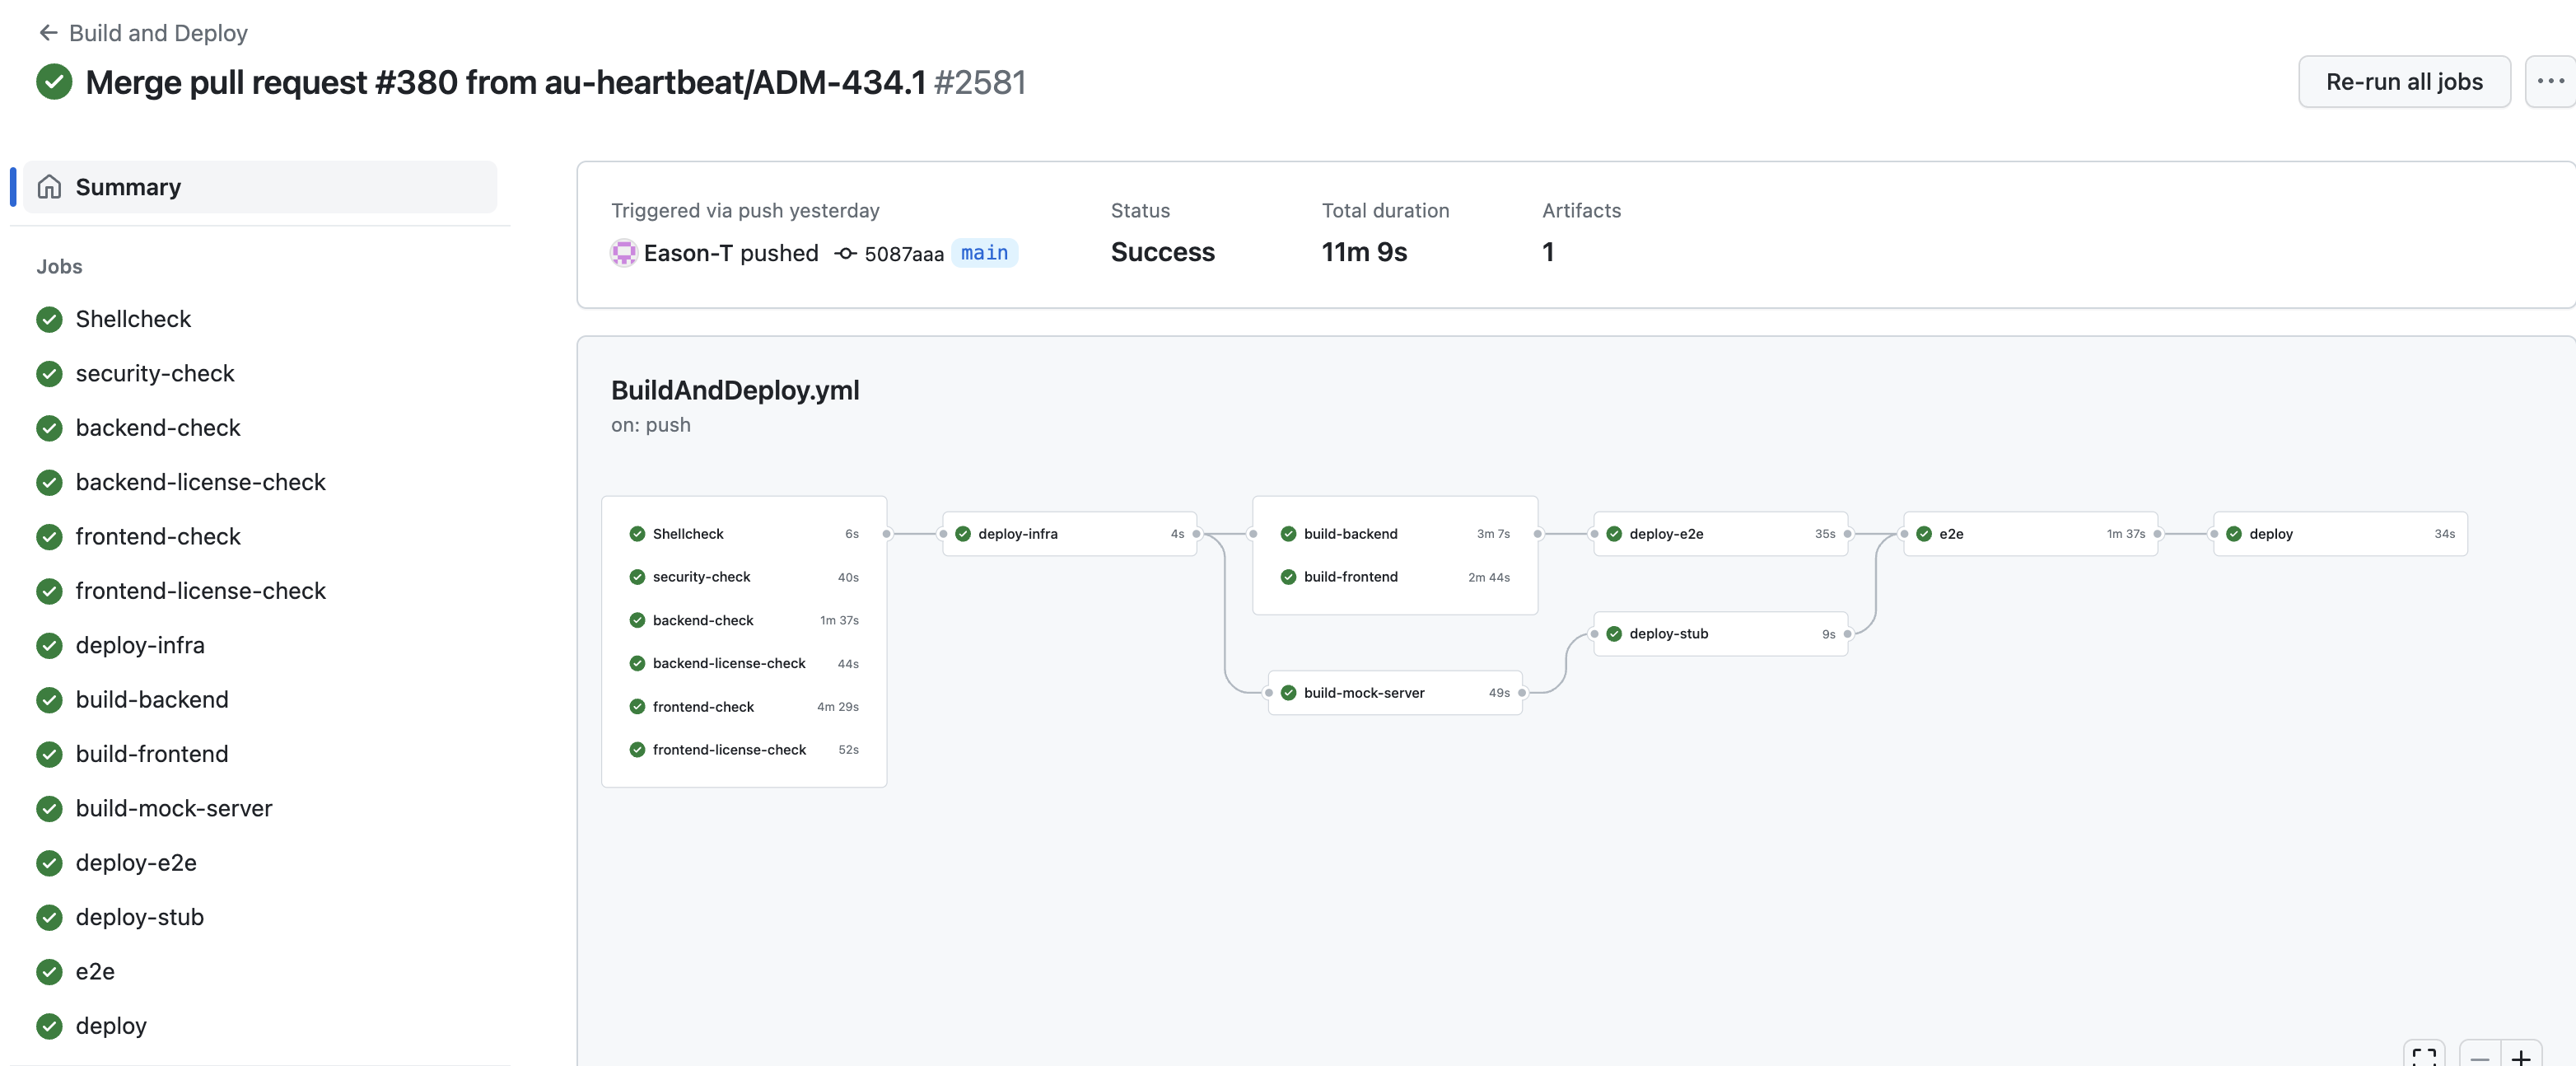 Build and Deploy
Merge pull request #380 from au-heartbeat/ADM-434.1 #2581
Re-run all jobs
Summary
Jobs
Shellcheck
security-check
backend-check
backend-license-check
frontend-check
frontend-license-check
deploy-infra
build-backend
build-frontend
build-mock-server
deploy-e2e
deploy-stub
e2e
deploy
Triggered via push yesterday
Eason-T pushed 5087aaa main
Status
Success
Total duration
11m 9s
Artifacts
1
BuildAndDeploy.yml
on: push
Shellcheck 6s
security-check 40s
backend-check 1m 37s
backend-license-check 44s
frontend-check 4m 29s
frontend-license-check 52s
deploy-infra 4s
build-backend 3m 7s
build-frontend 2m 44s
build-mock-server 49s
deploy-e2e 35s
deploy-stub 9s
e2e 1m 37s
deploy 34s